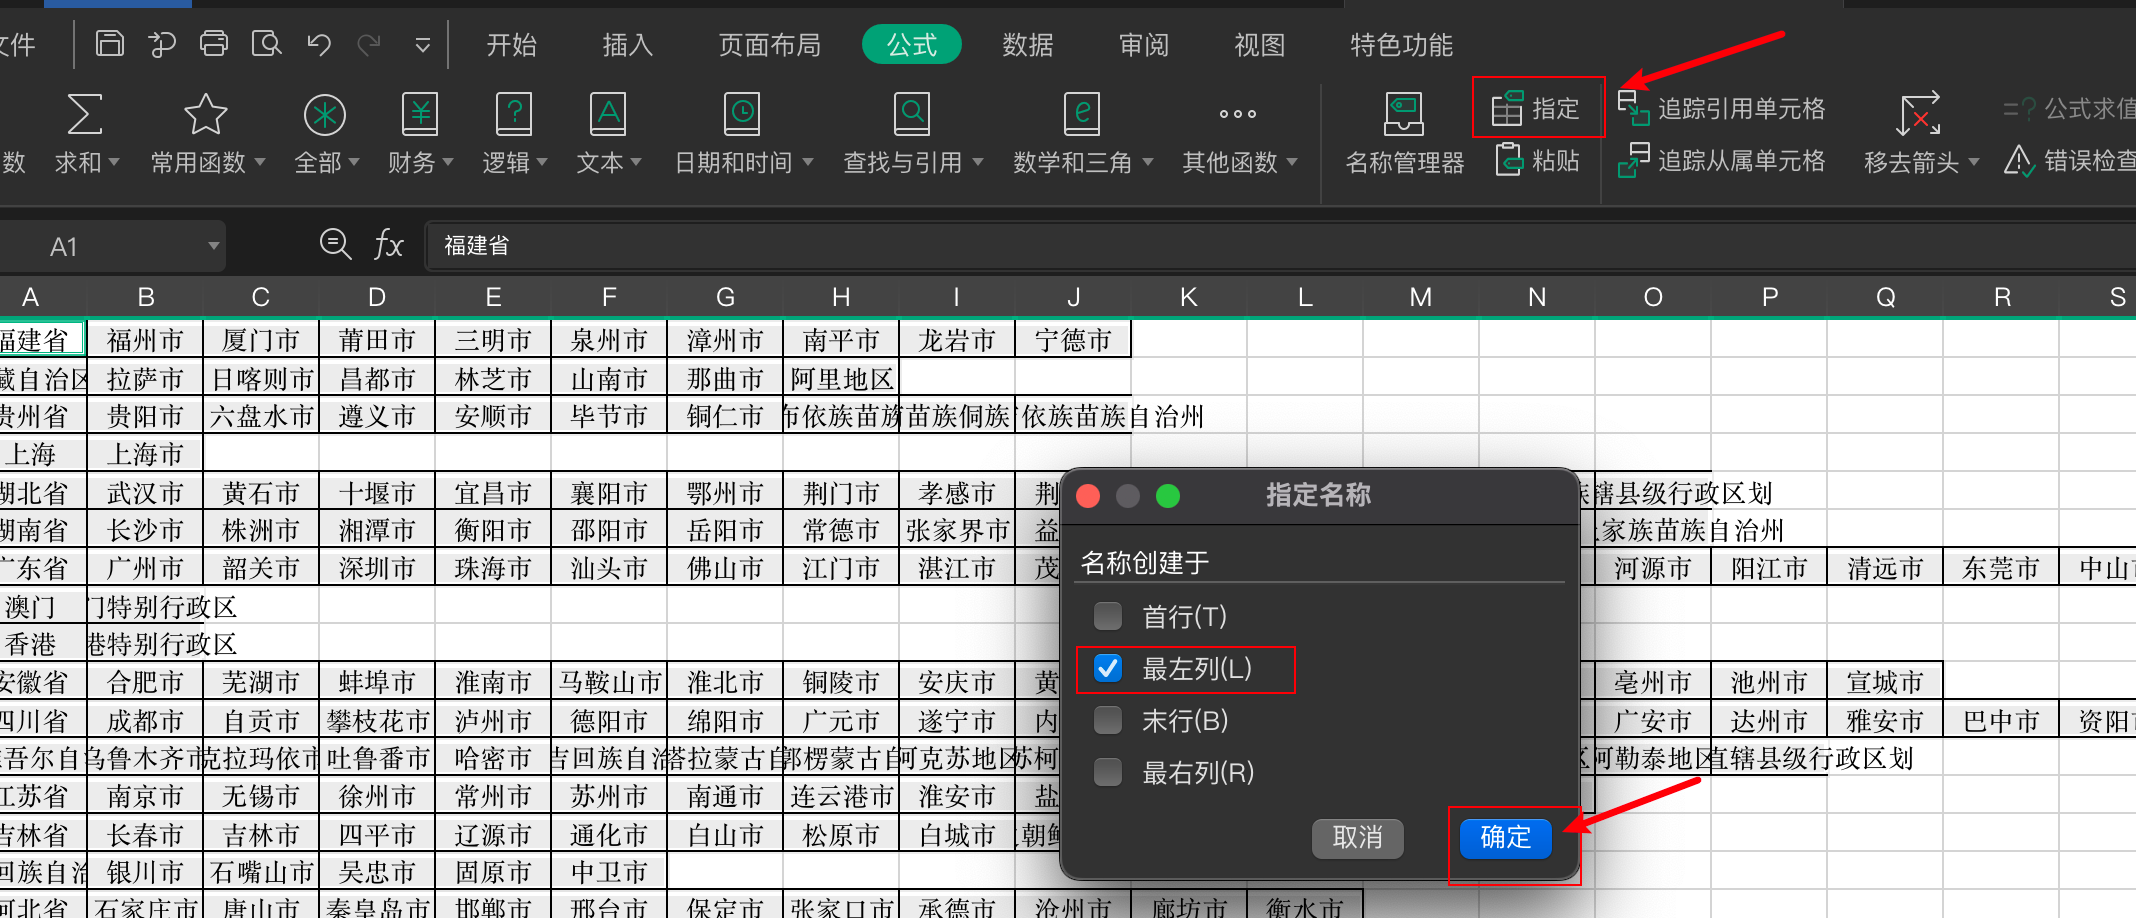 文件 开始 插入 页面布局 公式 数据 审阅 视图 特色功能
指定 追踪引用单元格 =? 公式求值
数 求和 常用函数 全部 财务 逻辑 文本 日期和时间 查找与引用 数学和三角 其他函数 名称管理器 粘贴 追踪从属单元格 移去箭头 错误检查
A1 fx 福建省
A B C D E F G H I J K L M N O P Q R S
福建省 福州市 厦门市 莆田市 三明市 泉州市 漳州市 南平市 龙岩市 宁德市
藏自治区 拉萨市 日喀则市 昌都市 林芝市 山南市 那曲市 阿里地区
贵州省 贵阳市 六盘水市 遵义市 安顺市 毕节市 铜仁市 布依族苗族 苗族侗族 依族苗族自治州
上海 上海市
湖北省 武汉市 黄石市 十堰市 宜昌市 襄阳市 鄂州市 荆门市 孝感市 荆 辖县级行政区划
湖南省 长沙市 株洲市 湘潭市 衡阳市 邵阳市 岳阳市 常德市 张家界市 益 土家族苗族自治州
广东省 广州市 韶关市 深圳市 珠海市 汕头市 佛山市 江门市 湛江市 茂 河源市 阳江市 清远市 东莞市 中山市
澳门 门特别行政区
香港 港特别行政区
安徽省 合肥市 芜湖市 蚌埠市 淮南市 马鞍山市 淮北市 铜陵市 安庆市 黄 亳州市 池州市 宣城市
四川省 成都市 自贡市 攀枝花市 泸州市 德阳市 绵阳市 广元市 遂宁市 内 广安市 达州市 雅安市 巴中市 资阳市
维吾尔自 乌鲁木齐市 克拉玛依市 吐鲁番市 哈密市 吉回族自治 塔拉蒙古自 郭楞蒙古自 阿克苏地区 苏柯 区 阿勒泰地区 直辖县级行政区划
江苏省 南京市 无锡市 徐州市 常州市 苏州市 南通市 连云港市 淮安市 盐
吉林省 长春市 吉林市 四平市 辽源市 通化市 白山市 松原市 白城市 朝鲜
回族自治 银川市 石嘴山市 吴忠市 固原市 中卫市
河北省 石家庄市 唐山市 秦皇岛市 邯郸市 邢台市 保定市 张家口市 承德市 沧州市 廊坊市 衡水市
指定名称
名称创建于
首行(T)
最左列(L)
末行(B)
最右列(R)
取消 确定